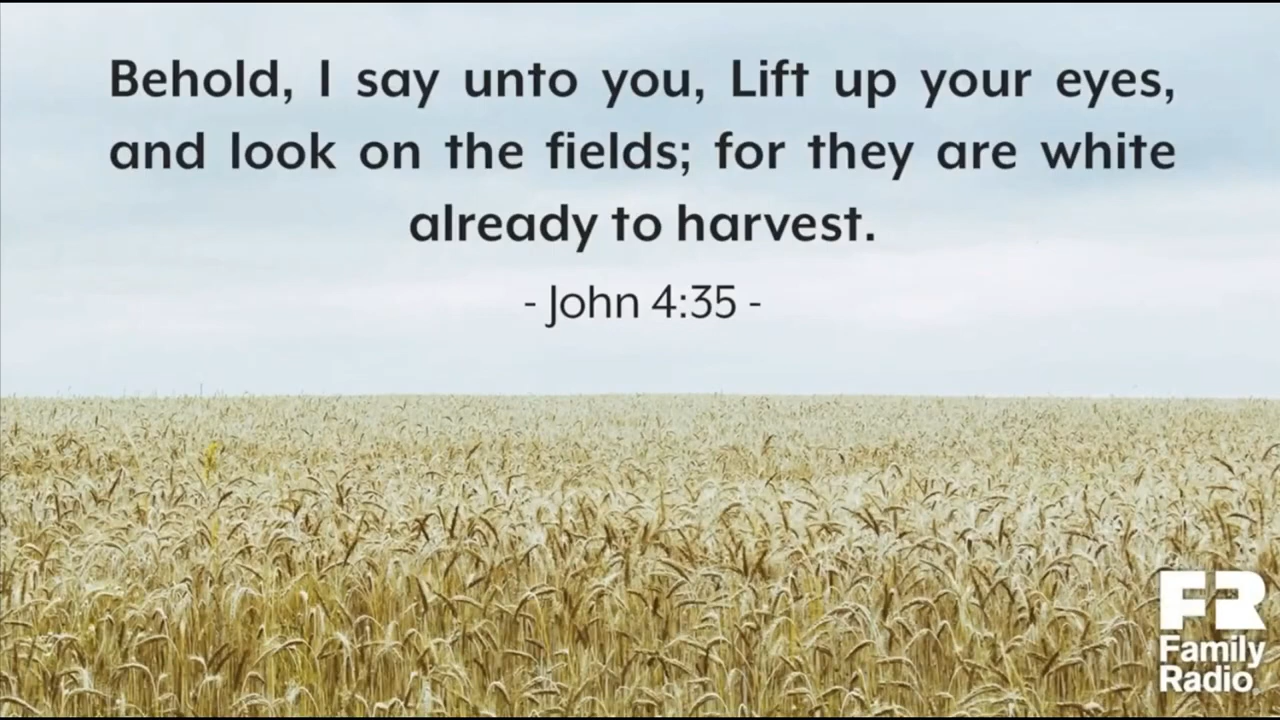 Behold, I say unto you, Lift up your eyes,
and look on the fields; for they are white
already to harvest.
- John 4:35 -
FR
Family
Radio